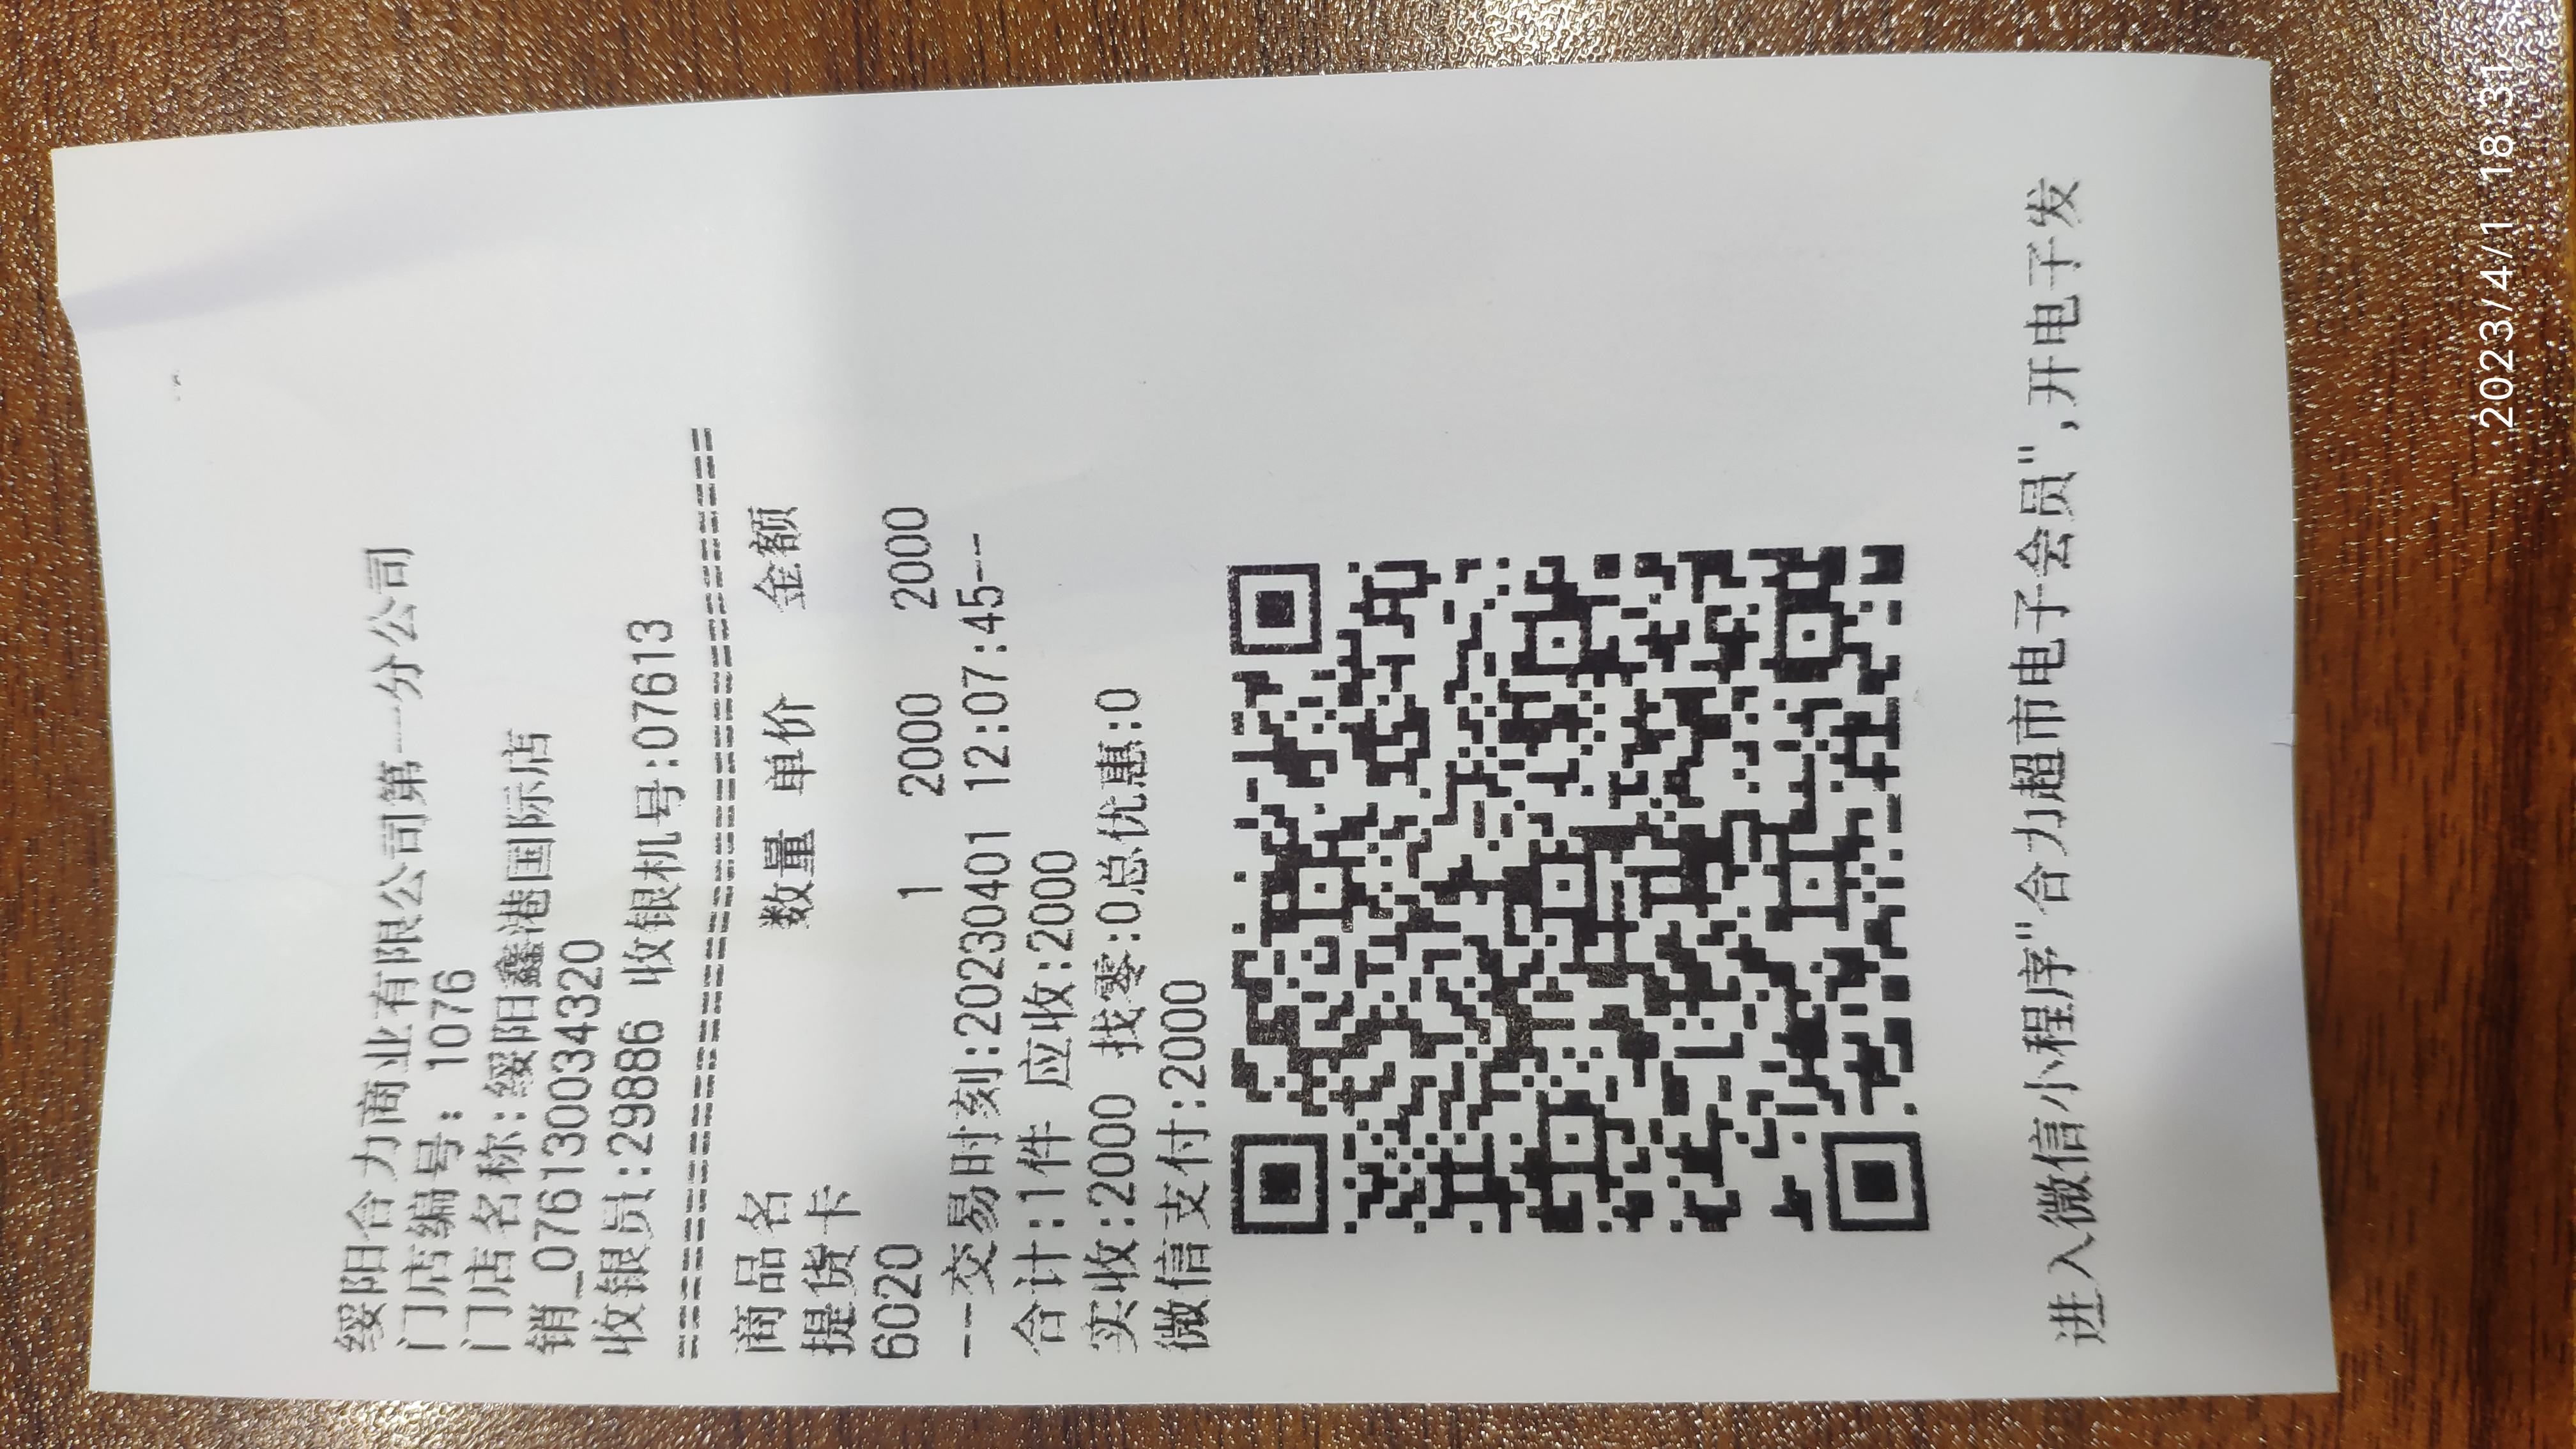 绥阳合力商业有限公司第一分公司
门店编号: 1076
门店名称:绥阳鑫港国际店
销_076130034320
收银员:29886 收银机号:07613
==========================================
商品名 数量 单价 金额
提货卡
6020 1 2000 2000
---交易时刻:20230401 12:07:45---
合计:1件 应收:2000
实收:2000 找零:0总优惠:0
微信支付:2000
进入微信小程序"合力超市电子会员",开电子发
2023/4/1 18:31